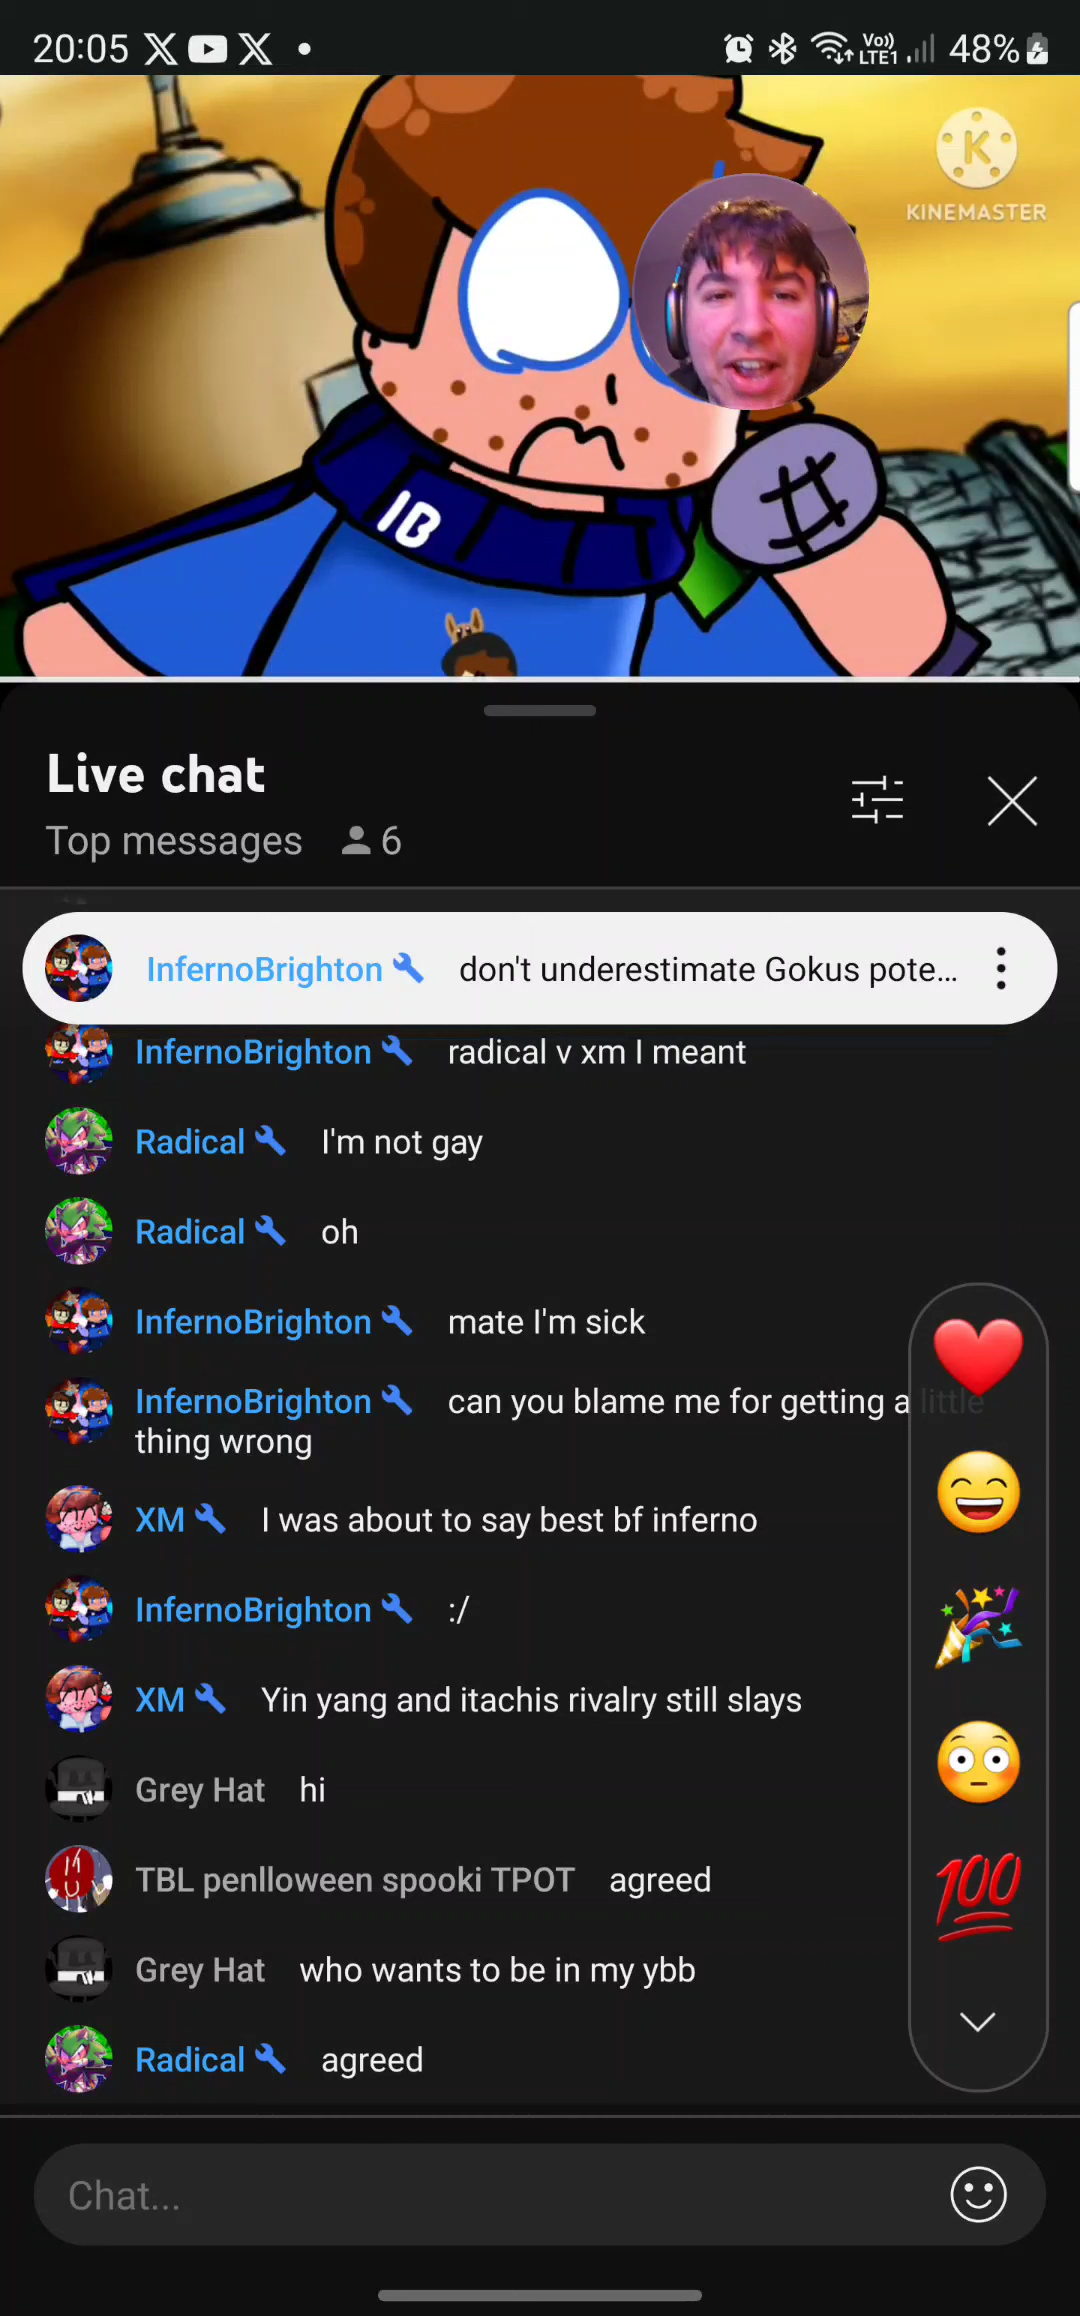 20:05
Vo))
LTE1
48%
K
KINEMASTER
IB
Live chat
Top messages 6
InfernoBrighton don't underestimate Gokus pote...
InfernoBrighton radical v xm I meant
Radical I'm not gay
Radical oh
InfernoBrighton mate I'm sick
InfernoBrighton can you blame me for getting a little
thing wrong
XM I was about to say best bf inferno
InfernoBrighton :/
XM Yin yang and itachis rivalry still slays
Grey Hat hi
TBL penlloween spooki TPOT agreed
Grey Hat who wants to be in my ybb
Radical agreed
100
Chat...